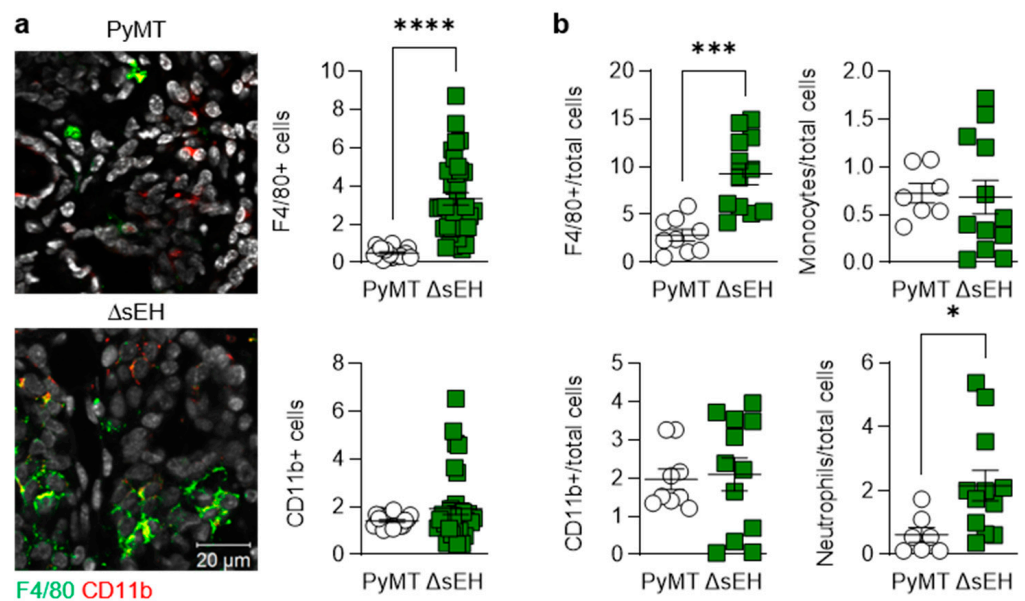 a
PyMT
ΔsEH
20 µm
F4/80 CD11b
****
F4/80+ cells
10
8
6
4
2
0
PyMT ΔsEH
CD11b+ cells
8
6
4
2
0
PyMT ΔsEH
b
***
F4/80+/total cells
20
15
10
5
0
PyMT ΔsEH
Monocytes/total cells
2.0
1.5
1.0
0.5
0.0
PyMT ΔsEH
CD11b+/total cells
5
4
3
2
1
0
PyMT ΔsEH
*
Neutrophils/total cells
6
4
2
0
PyMT ΔsEH